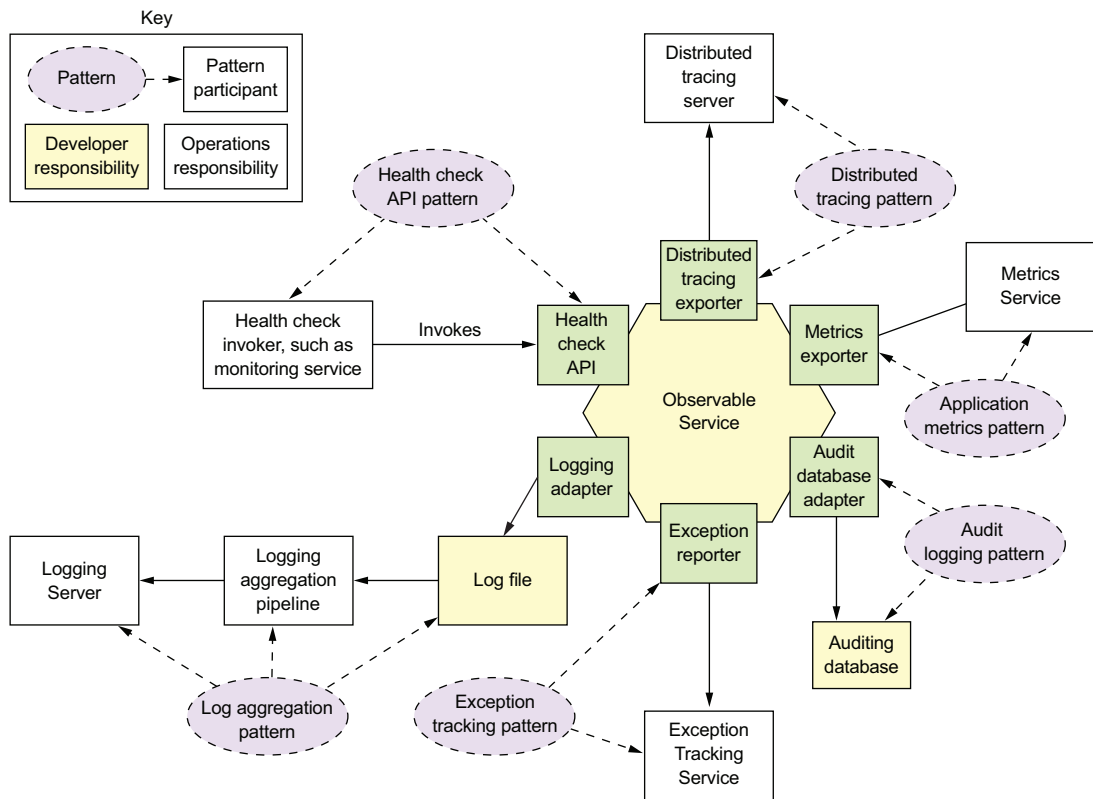 Key
Pattern
Pattern
participant
Developer
responsibility
Operations
responsibility
Distributed
tracing
server
Health check
API pattern
Distributed
tracing pattern
Distributed
tracing
exporter
Metrics
Service
Health check
invoker, such as
monitoring service
Invokes
Health
check
API
Metrics
exporter
Observable
Service
Application
metrics pattern
Logging
adapter
Audit
database
adapter
Exception
reporter
Audit
logging pattern
Logging
Server
Logging
aggregation
pipeline
Log file
Auditing
database
Log aggregation
pattern
Exception
tracking pattern
Exception
Tracking
Service